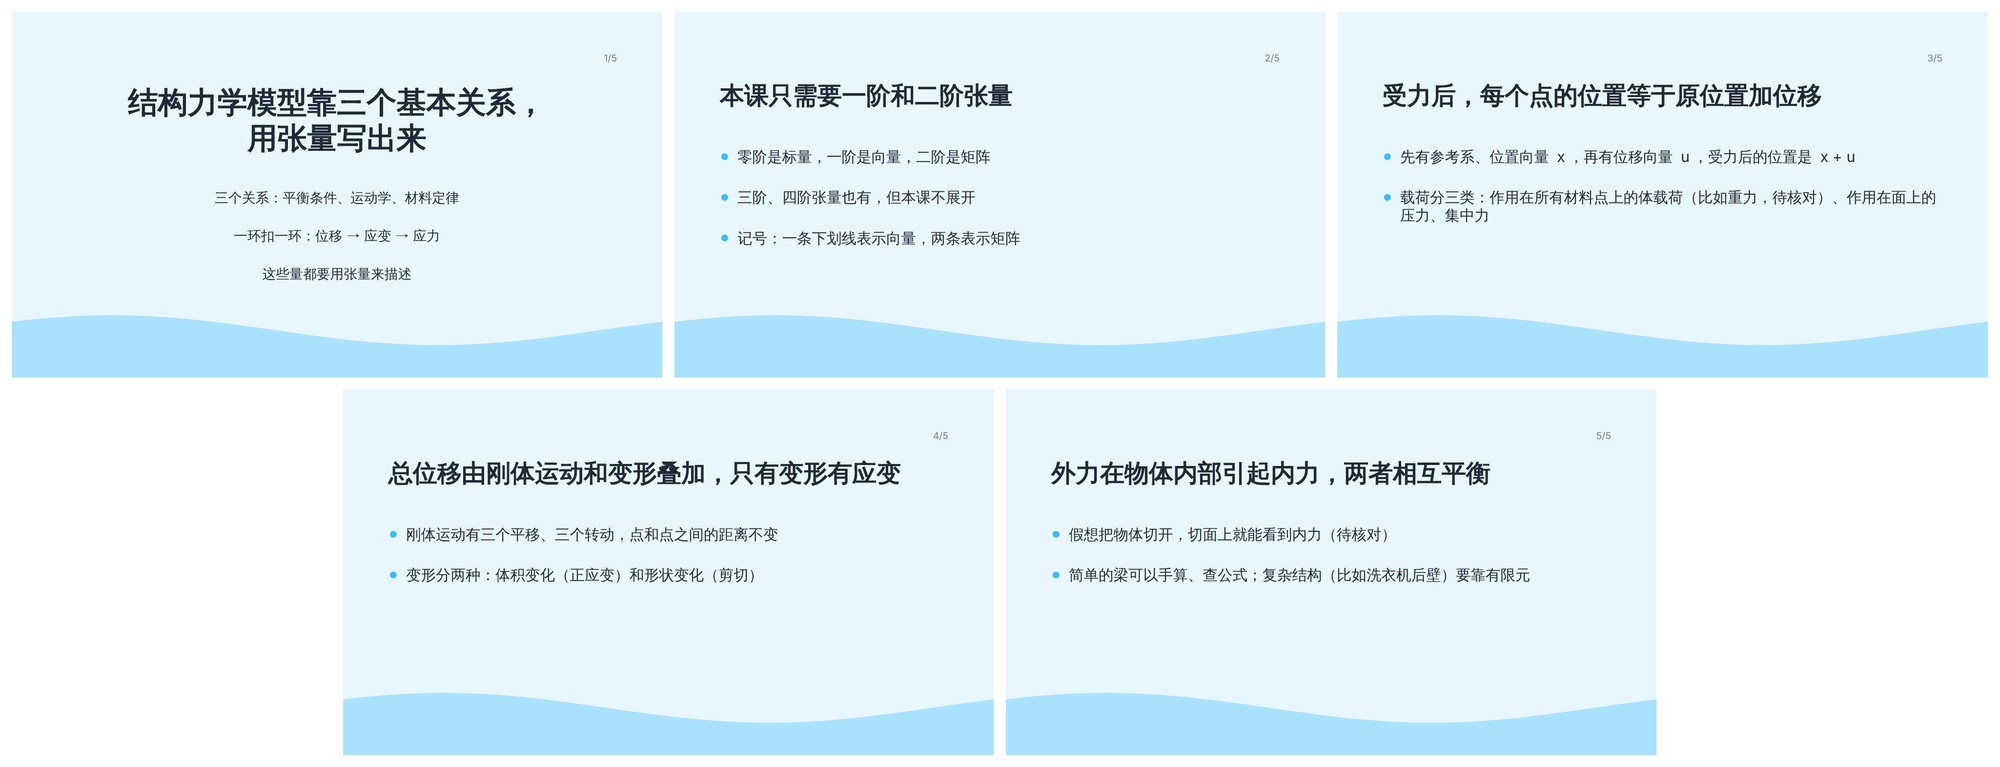 1/5
结构力学模型靠三个基本关系，
用张量写出来
三个关系：平衡条件、运动学、材料定律
一环扣一环：位移 → 应变 → 应力
这些量都要用张量来描述
2/5
本课只需要一阶和二阶张量
零阶是标量，一阶是向量，二阶是矩阵
三阶、四阶张量也有，但本课不展开
记号：一条下划线表示向量，两条表示矩阵
3/5
受力后，每个点的位置等于原位置加位移
先有参考系、位置向量 x ，再有位移向量 u ，受力后的位置是 x + u
载荷分三类：作用在所有材料点上的体载荷（比如重力，待核对）、作用在面上的
压力、集中力
4/5
总位移由刚体运动和变形叠加，只有变形有应变
刚体运动有三个平移、三个转动，点和点之间的距离不变
变形分两种：体积变化（正应变）和形状变化（剪切）
5/5
外力在物体内部引起内力，两者相互平衡
假想把物体切开，切面上就能看到内力（待核对）
简单的梁可以手算、查公式；复杂结构（比如洗衣机后壁）要靠有限元